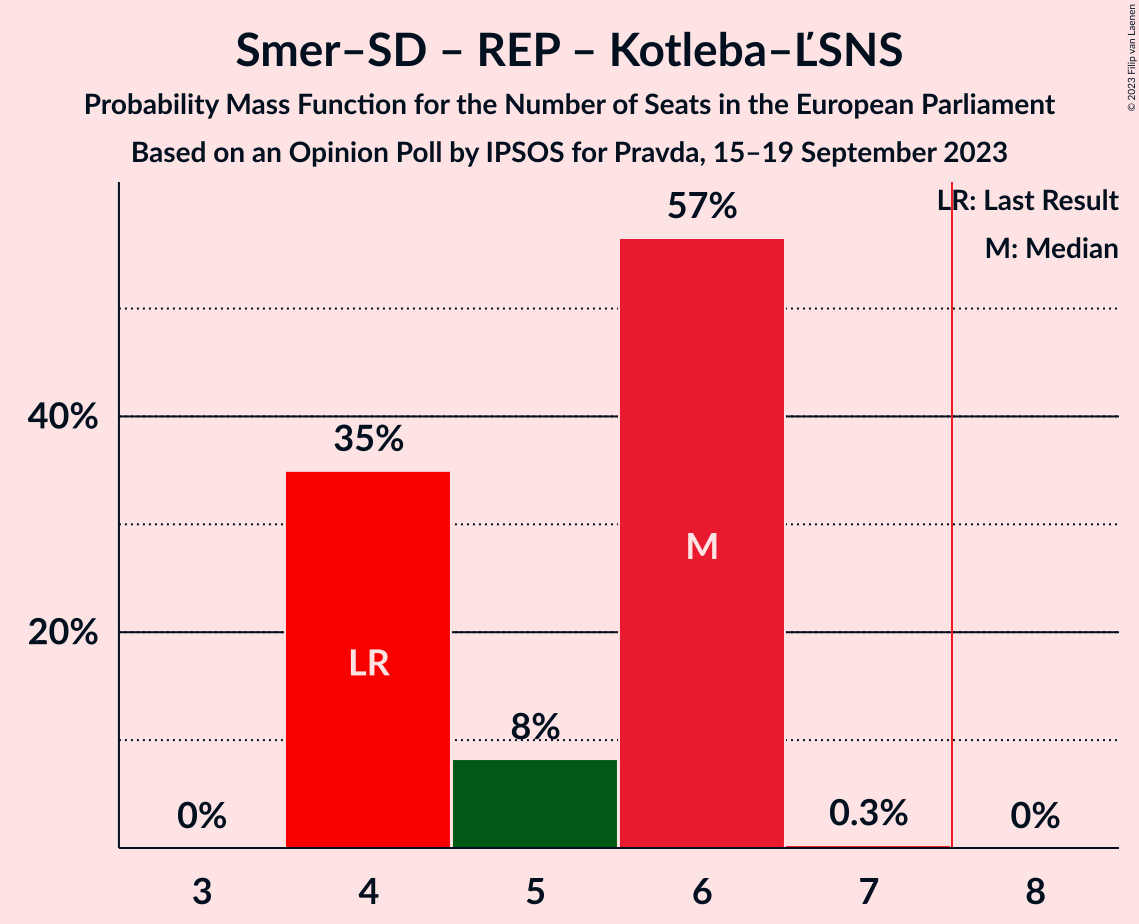 Smer–SD – REP – Kotleba–ĽSNS
Probability Mass Function for the Number of Seats in the European Parliament
Based on an Opinion Poll by IPSOS for Pravda, 15–19 September 2023
© 2023 Filip van Laenen
LR: Last Result
M: Median
57%
40%
35%
M
20%
LR
8%
0%
0.3%
0%
3 4 5 6 7 8